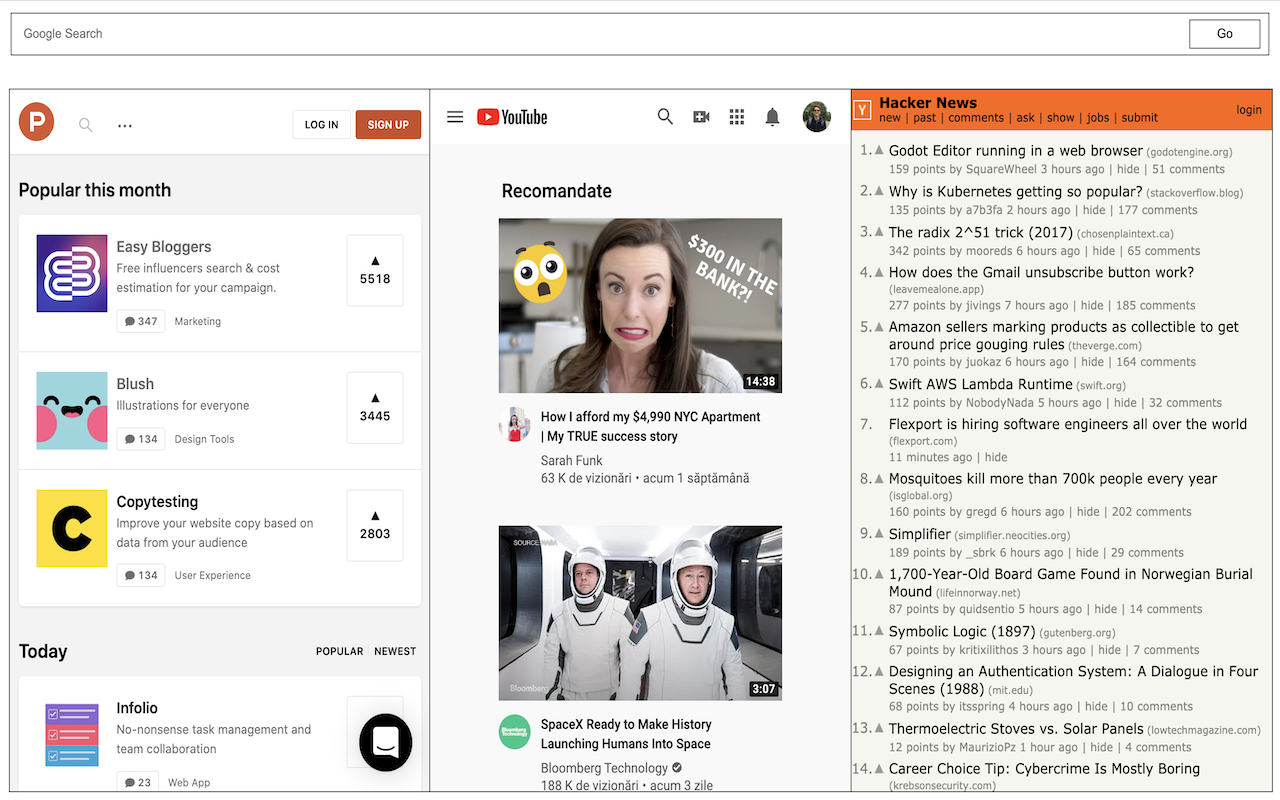 Google Search
Go
P
LOG IN
SIGN UP
Popular this month
Easy Bloggers
Free influencers search & cost
estimation for your campaign.
347 Marketing
5518
Blush
Illustrations for everyone
134 Design Tools
3445
C
Copytesting
Improve your website copy based on
data from your audience
134 User Experience
2803
Today
POPULAR NEWEST
Infolio
No-nonsense task management and
team collaboration
23 Web App
YouTube
Recomandate
$300 IN THE
BANK?!
14:38
How I afford my $4,990 NYC Apartment
| My TRUE success story
Sarah Funk
63 K de vizionări • acum 1 săptămână
SOURCE: NASA
Bloomberg
3:07
Bloomberg
Technology
SpaceX Ready to Make History
Launching Humans Into Space
Bloomberg Technology
188 K de vizionări • acum 3 zile
Y
Hacker News
new | past | comments | ask | show | jobs | submit
login
1. Godot Editor running in a web browser (godotengine.org)
159 points by SquareWheel 3 hours ago | hide | 51 comments
2. Why is Kubernetes getting so popular? (stackoverflow.blog)
135 points by a7b3fa 2 hours ago | hide | 177 comments
3. The radix 2^51 trick (2017) (chosenplaintext.ca)
342 points by mooreds 6 hours ago | hide | 65 comments
4. How does the Gmail unsubscribe button work?
(leavemealone.app)
277 points by jivings 7 hours ago | hide | 185 comments
5. Amazon sellers marking products as collectible to get
around price gouging rules (theverge.com)
170 points by juokaz 6 hours ago | hide | 164 comments
6. Swift AWS Lambda Runtime (swift.org)
112 points by NobodyNada 5 hours ago | hide | 32 comments
7. Flexport is hiring software engineers all over the world
(flexport.com)
11 minutes ago | hide
8. Mosquitoes kill more than 700k people every year
(isglobal.org)
160 points by gregd 6 hours ago | hide | 202 comments
9. Simplifier (simplifier.neocities.org)
189 points by _sbrk 6 hours ago | hide | 29 comments
10. 1,700-Year-Old Board Game Found in Norwegian Burial
Mound (lifeinnorway.net)
87 points by quidsentio 5 hours ago | hide | 14 comments
11. Symbolic Logic (1897) (gutenberg.org)
67 points by kritixilithos 3 hours ago | hide | 7 comments
12. Designing an Authentication System: A Dialogue in Four
Scenes (1988) (mit.edu)
68 points by itsspring 4 hours ago | hide | 10 comments
13. Thermoelectric Stoves vs. Solar Panels (lowtechmagazine.com)
12 points by MaurizioPz 1 hour ago | hide | 4 comments
14. Career Choice Tip: Cybercrime Is Mostly Boring
(krebsonsecurity.com)